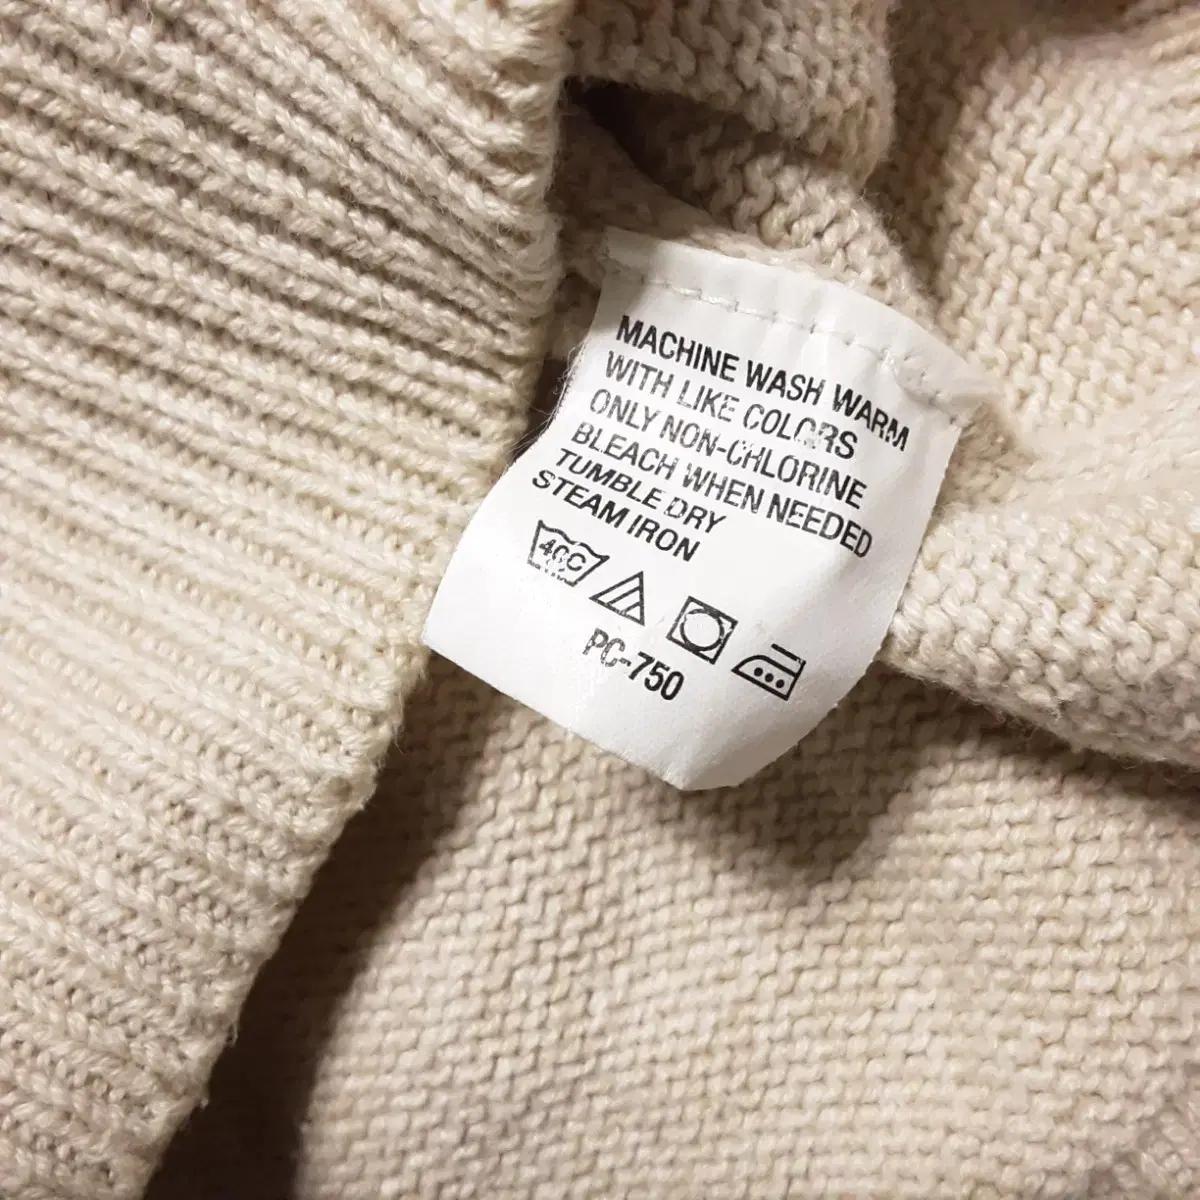 MACHINE WASH WARM
WITH LIKE COLORS
ONLY NON-CHLORINE
BLEACH WHEN NEEDED
TUMBLE DRY
STEAM IRON
40C
PC-750